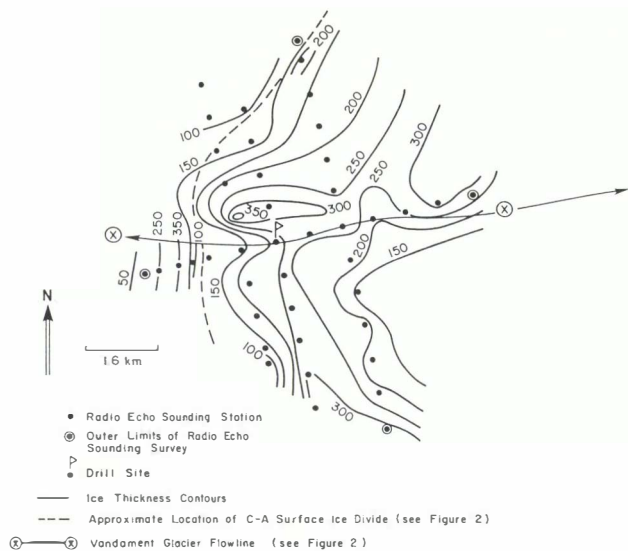 200
100
200
300
150
250
250
350
300
50
250
350
100
200
150
150
100
300
N
1.6 km
Radio Echo Sounding Station
Outer Limits of Radio Echo
Sounding Survey
Drill Site
Ice Thickness Contours
Approximate Location of C-A Surface Ice Divide (see Figure 2)
Vandament Glacier Flowline (see Figure 2)